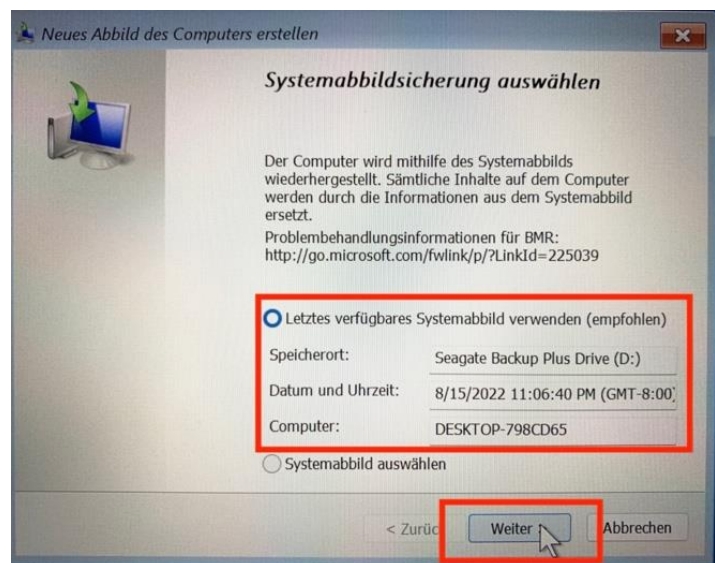 Neues Abbild des Computers erstellen
Systemabbildsicherung auswählen
Der Computer wird mithilfe des Systemabbilds
wiederhergestellt. Sämtliche Inhalte auf dem Computer
werden durch die Informationen aus dem Systemabbild
ersetzt.
Problembehandlungsinformationen für BMR:
http://go.microsoft.com/fwlink/p/?LinkId=225039
Letztes verfügbares Systemabbild verwenden (empfohlen)
Speicherort: Seagate Backup Plus Drive (D:)
Datum und Uhrzeit: 8/15/2022 11:06:40 PM (GMT-8:00)
Computer: DESKTOP-798CD65
Systemabbild auswählen
< Zurüc Weiter Abbrechen